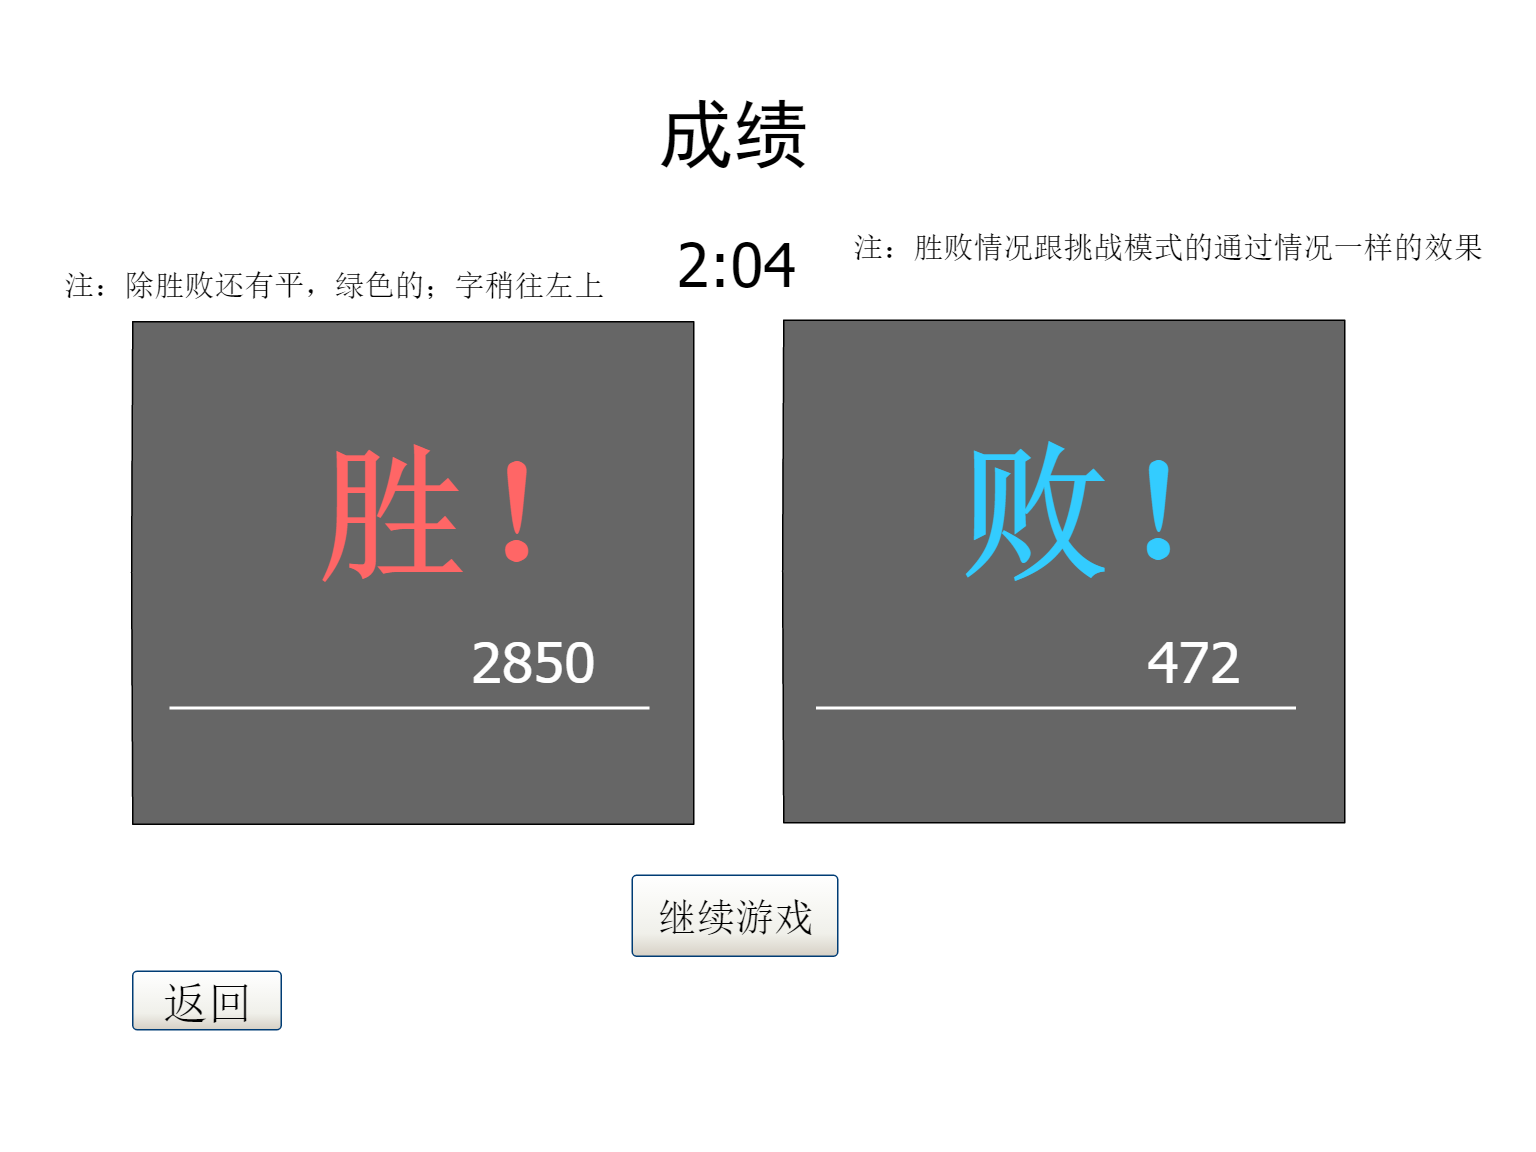 成绩
2:04
注：胜败情况跟挑战模式的通过情况一样的效果
注：除胜败还有平，绿色的；字稍往左上
胜！
败！
2850
472
继续游戏
返回